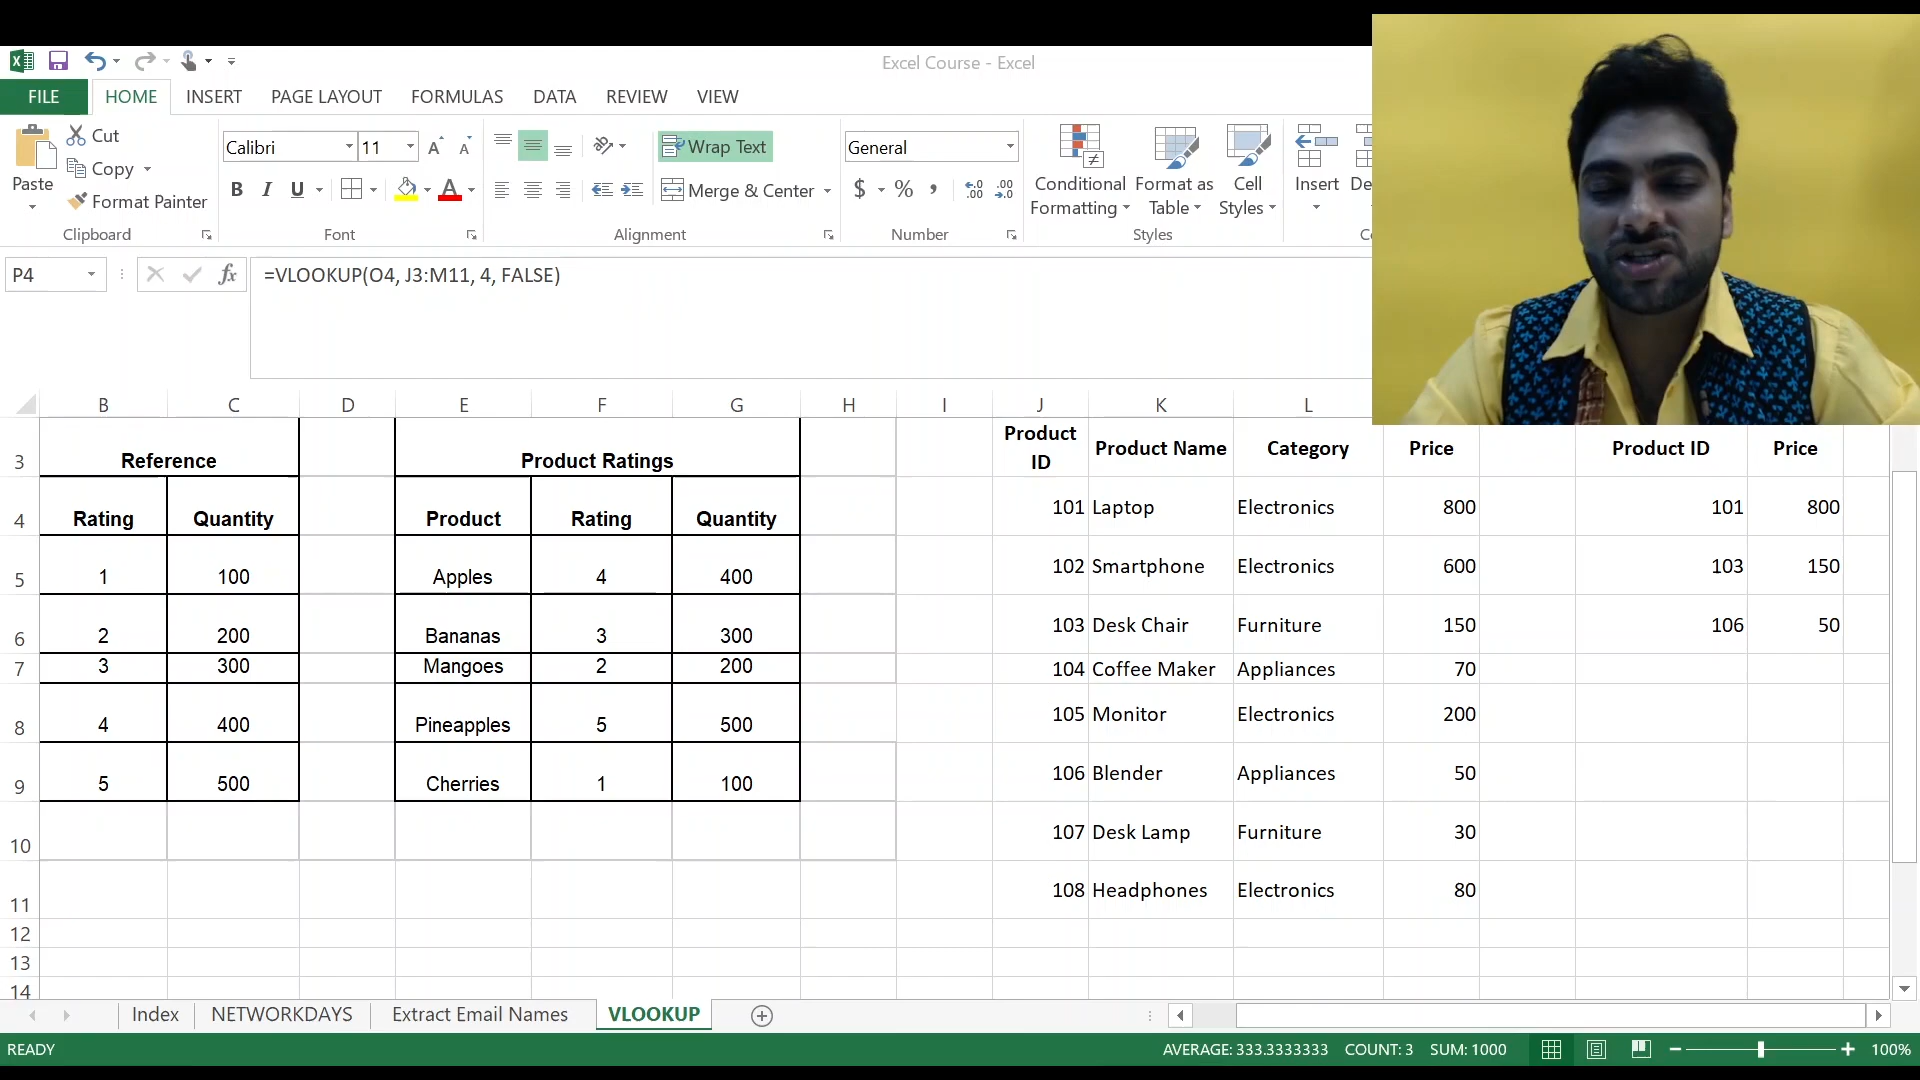 Excel Course - Excel
FILE HOME INSERT PAGE LAYOUT FORMULAS DATA REVIEW VIEW
Cut
Copy
Format Painter
Paste
Clipboard
Calibri 11
B I U A
Font
Wrap Text
Merge & Center
Alignment
General
$ % ,
Number
Conditional Formatting
Format as Table
Cell Styles
Styles
Insert De
P4 fx =VLOOKUP(O4, J3:M11, 4, FALSE)
B C D E F G H I J K L
3 Reference Product Ratings Product ID Product Name Category Price Product ID Price
4 Rating Quantity Product Rating Quantity 101 Laptop Electronics 800 101 800
5 1 100 Apples 4 400 102 Smartphone Electronics 600 103 150
6 2 200 Bananas 3 300 103 Desk Chair Furniture 150 106 50
7 3 300 Mangoes 2 200 104 Coffee Maker Appliances 70
8 4 400 Pineapples 5 500 105 Monitor Electronics 200
9 5 500 Cherries 1 100 106 Blender Appliances 50
10 107 Desk Lamp Furniture 30
11 108 Headphones Electronics 80
12
13
14
Index NETWORKDAYS Extract Email Names VLOOKUP
READY AVERAGE: 333.3333333 COUNT: 3 SUM: 1000 100%